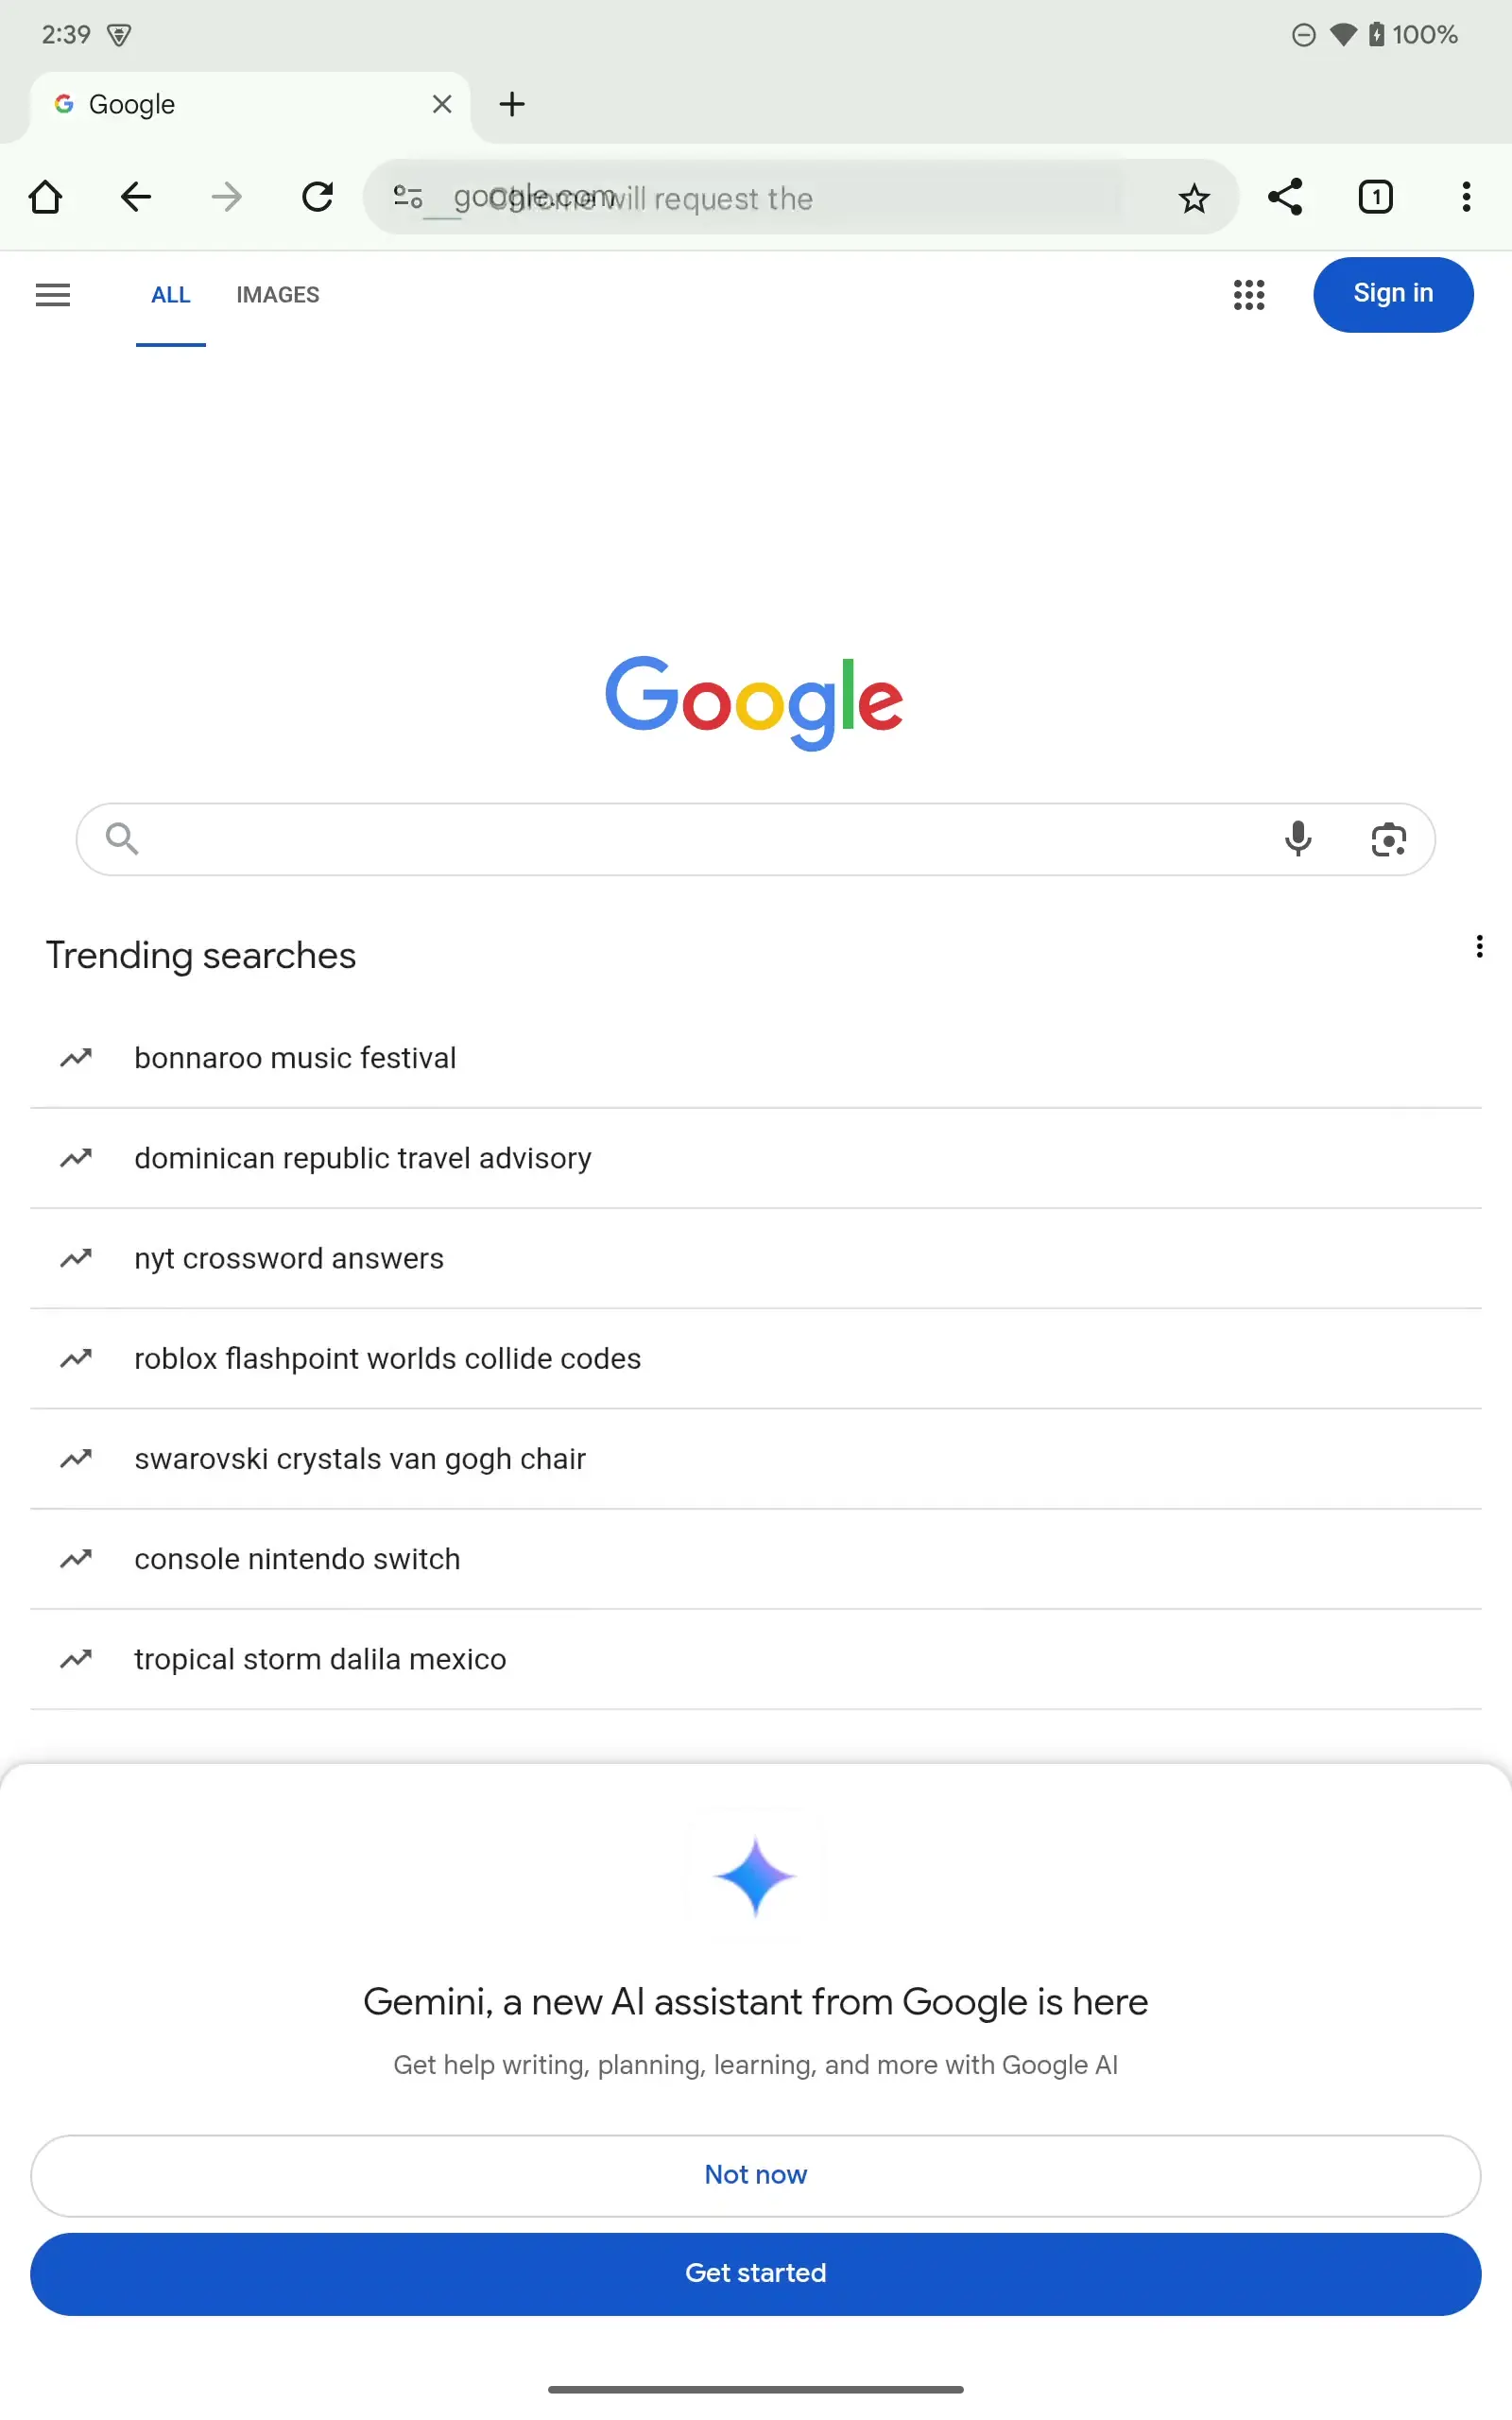 2:39
100%
Google
google.com
will request the
1
ALL
IMAGES
Sign in
Google
Trending searches
bonnaroo music festival
dominican republic travel advisory
nyt crossword answers
roblox flashpoint worlds collide codes
swarovski crystals van gogh chair
console nintendo switch
tropical storm dalila mexico
Gemini, a new AI assistant from Google is here
Get help writing, planning, learning, and more with Google AI
Not now
Get started